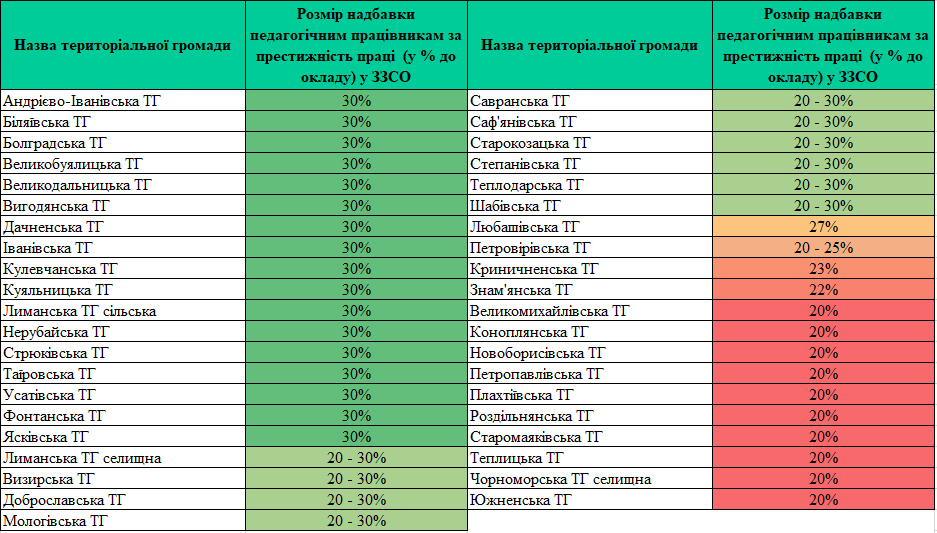 Назва територіальної громади | Розмір надбавки педагогічним працівникам за престижність праці (у % до окладу) у ЗЗСО | Назва територіальної громади | Розмір надбавки педагогічним працівникам за престижність праці (у % до окладу) у ЗЗСО
Андрієво-Іванівська ТГ | 30% | Савранська ТГ | 20 - 30%
Біляївська ТГ | 30% | Саф'янівська ТГ | 20 - 30%
Болградська ТГ | 30% | Старокозацька ТГ | 20 - 30%
Великобуялицька ТГ | 30% | Степанівська ТГ | 20 - 30%
Великодальницька ТГ | 30% | Теплодарська ТГ | 20 - 30%
Вигодянська ТГ | 30% | Шабівська ТГ | 20 - 30%
Дачненська ТГ | 30% | Любашівська ТГ | 27%
Іванівська ТГ | 30% | Петровірівська ТГ | 20 - 25%
Кулевчанська ТГ | 30% | Криничненська ТГ | 23%
Куяльницька ТГ | 30% | Знам'янська ТГ | 22%
Лиманська ТГ сільська | 30% | Великомихайлівська ТГ | 20%
Нерубайська ТГ | 30% | Коноплянська ТГ | 20%
Стрюківська ТГ | 30% | Новоборисівська ТГ | 20%
Таїровська ТГ | 30% | Петропавлівська ТГ | 20%
Усатівська ТГ | 30% | Плахтіївська ТГ | 20%
Фонтанська ТГ | 30% | Роздільнянська ТГ | 20%
Ясківська ТГ | 30% | Старомаяківська ТГ | 20%
Лиманська ТГ селищна | 20 - 30% | Теплицька ТГ | 20%
Визирська ТГ | 20 - 30% | Чорноморська ТГ селищна | 20%
Доброславська ТГ | 20 - 30% | Южненська ТГ | 20%
Мологівська ТГ | 20 - 30%